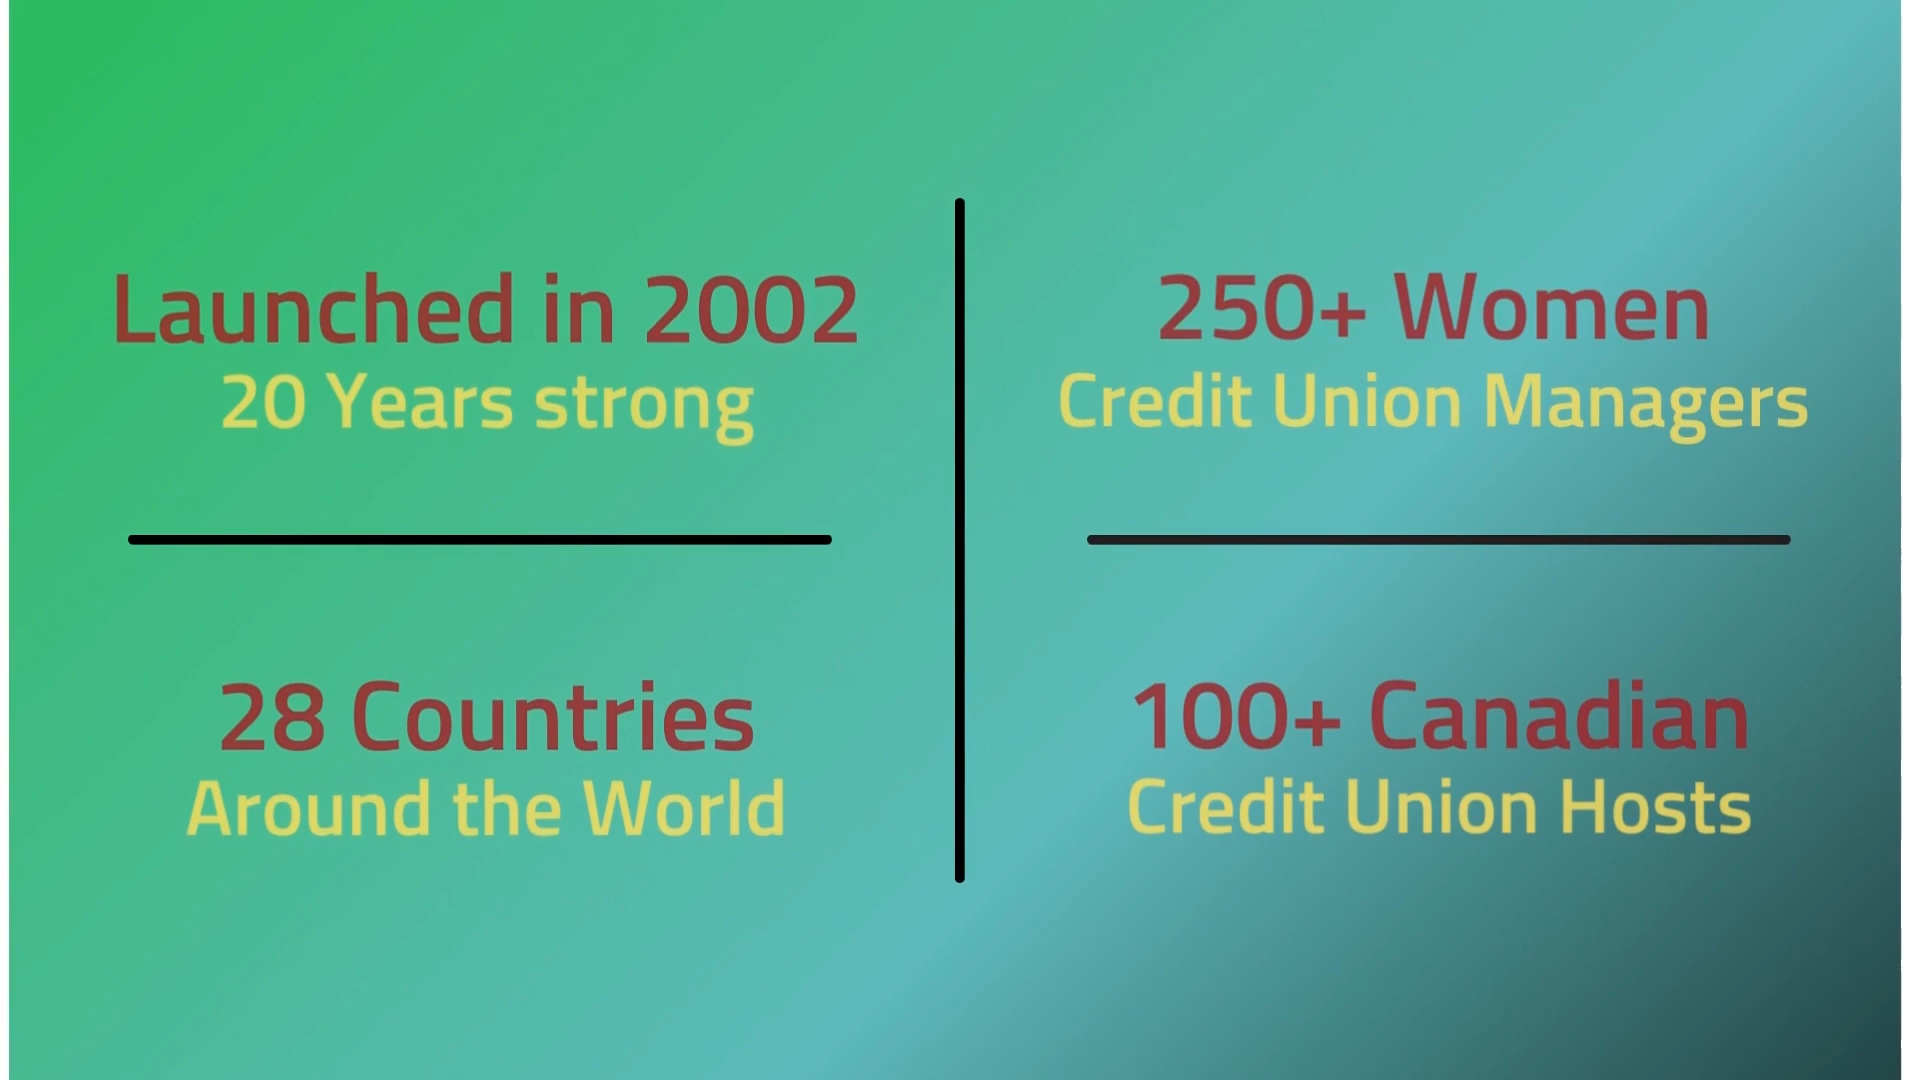 Launched in 2002
20 Years strong
250+ Women
Credit Union Managers
28 Countries
Around the World
100+ Canadian
Credit Union Hosts